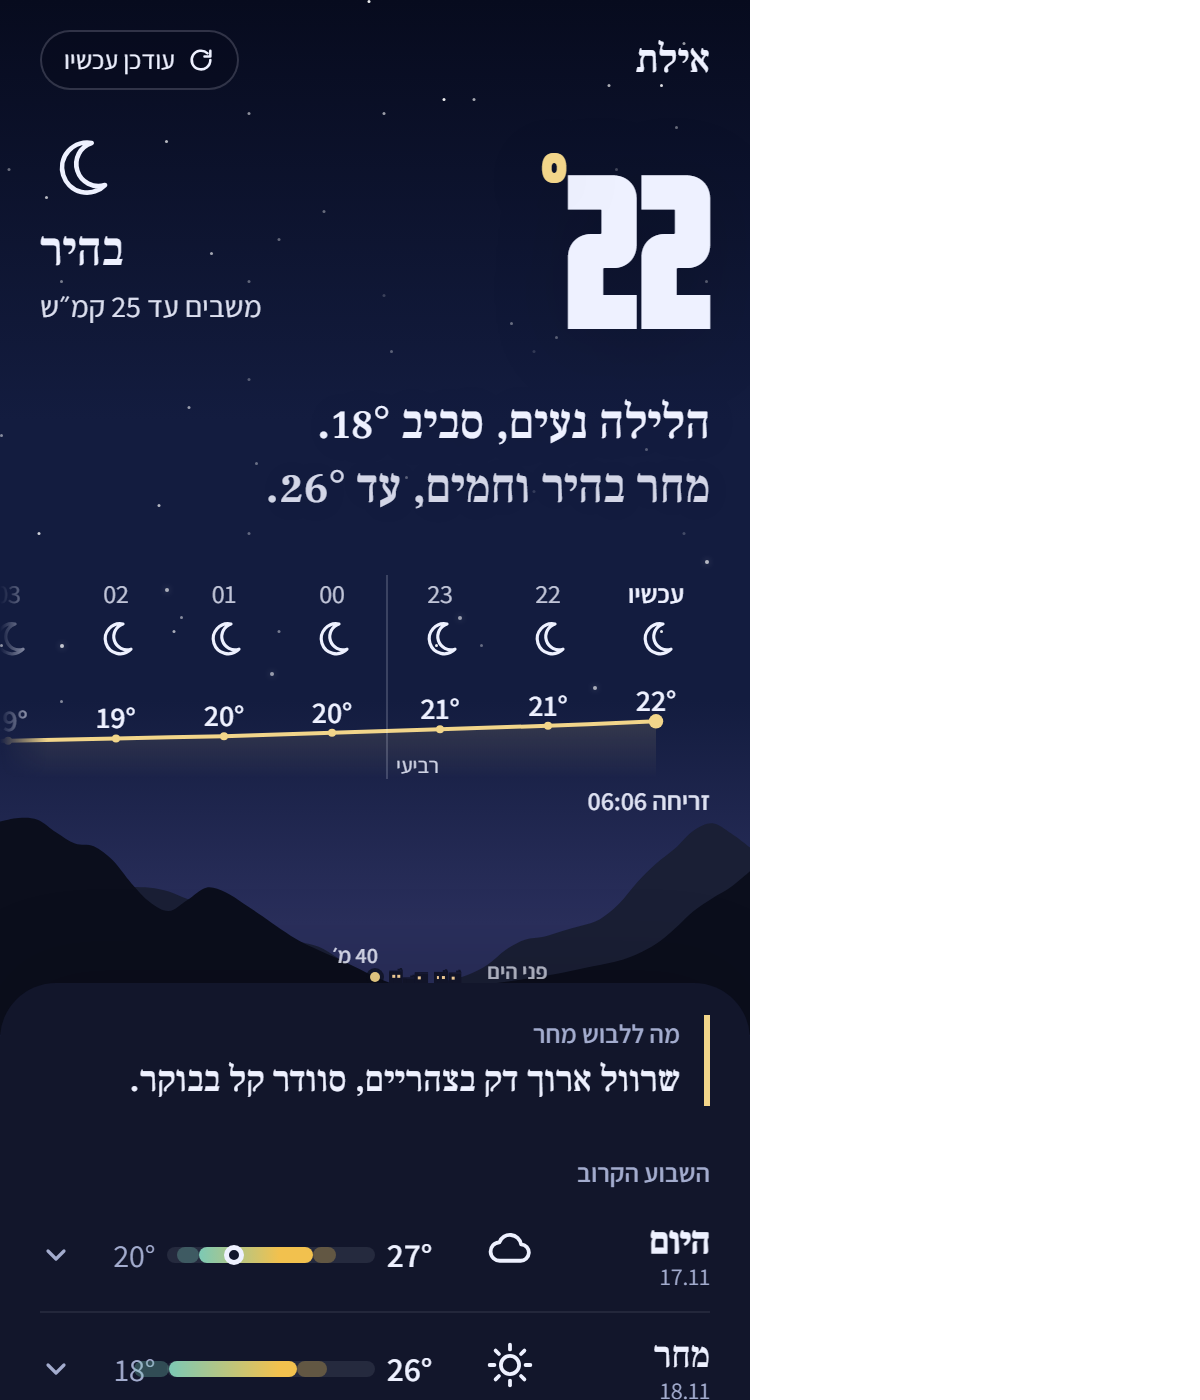 אילת
עודכן עכשיו
22°
בהיר
משבים עד 25 קמ״ש
הלילה נעים, סביב 18°.
מחר בהיר וחמים, עד 26°.
עכשיו 22 23 00 01 02 03
22° 21° 21° 20° 20° 19° 9°
רביעי
זריחה 06:06
40 מ׳
פני הים
מה ללבוש מחר
שרוול ארוך דק בצהריים, סוודר קל בבוקר.
השבוע הקרוב
היום 27° 20°
17.11
מחר 26° 18°
18.11